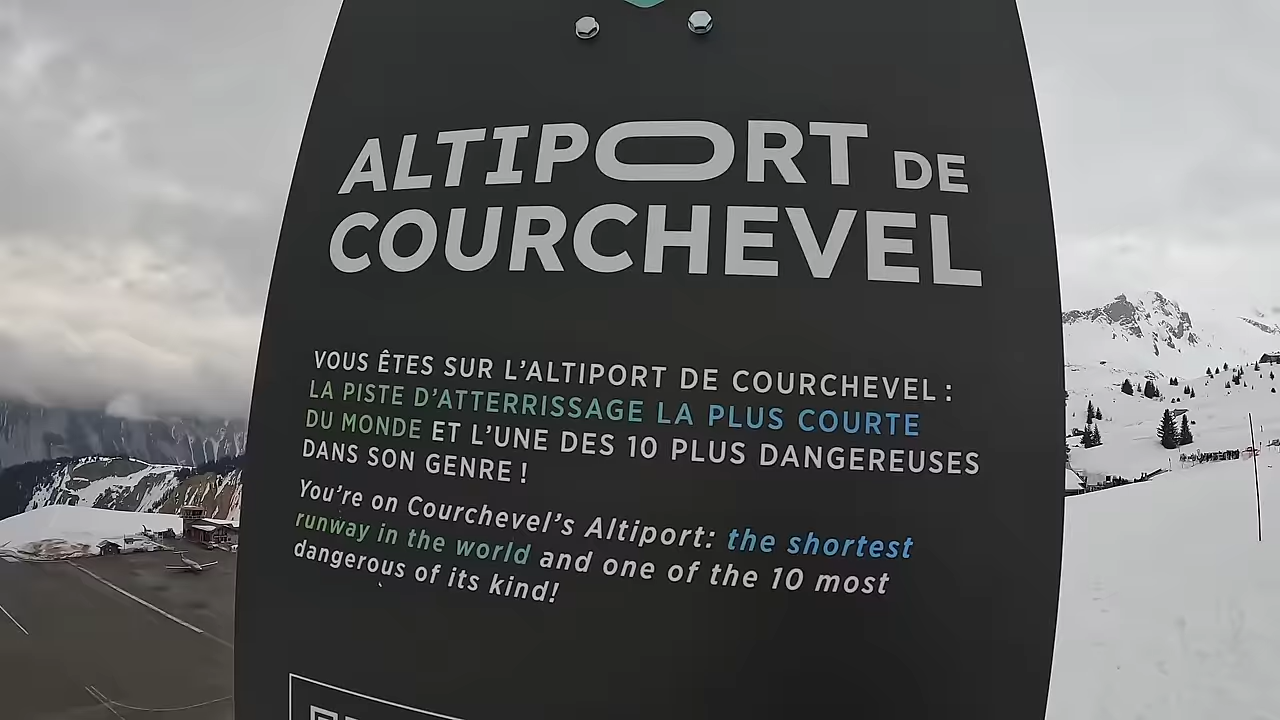 ALTIPORT DE
COURCHEVEL
VOUS ÊTES SUR L'ALTIPORT DE COURCHEVEL :
LA PISTE D'ATTERRISSAGE LA PLUS COURTE
DU MONDE ET L'UNE DES 10 PLUS DANGEREUSES
DANS SON GENRE !
You're on Courchevel's Altiport: the shortest
runway in the world and one of the 10 most
dangerous of its kind!